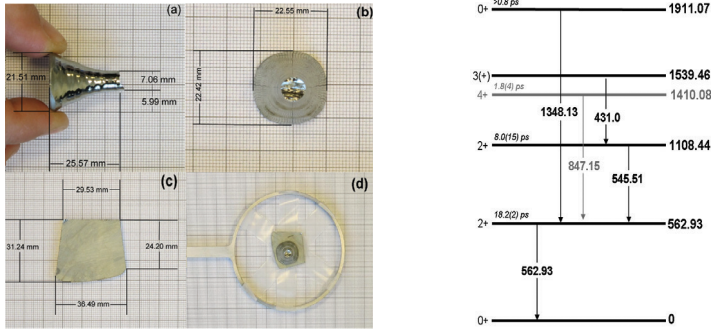 (a)
21.51 mm
7.06 mm
5.99 mm
25.57 mm
(b)
22.55 mm
22.42 mm
(c)
29.53 mm
31.24 mm
24.20 mm
36.49 mm
(d)
0+ >0.8 ps 1911.07
3(+) 1539.46
4+ 1.8(4) ps 1410.08
1348.13 431.0
2+ 8.0(15) ps 1108.44
847.15 545.51
2+ 18.2(2) ps 562.93
562.93
0+ 0